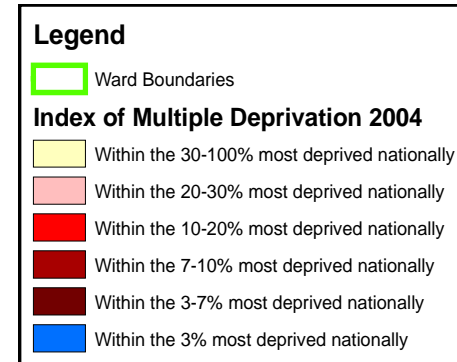 Legend
Ward Boundaries
Index of Multiple Deprivation 2004
Within the 30-100% most deprived nationally
Within the 20-30% most deprived nationally
Within the 10-20% most deprived nationally
Within the 7-10% most deprived nationally
Within the 3-7% most deprived nationally
Within the 3% most deprived nationally